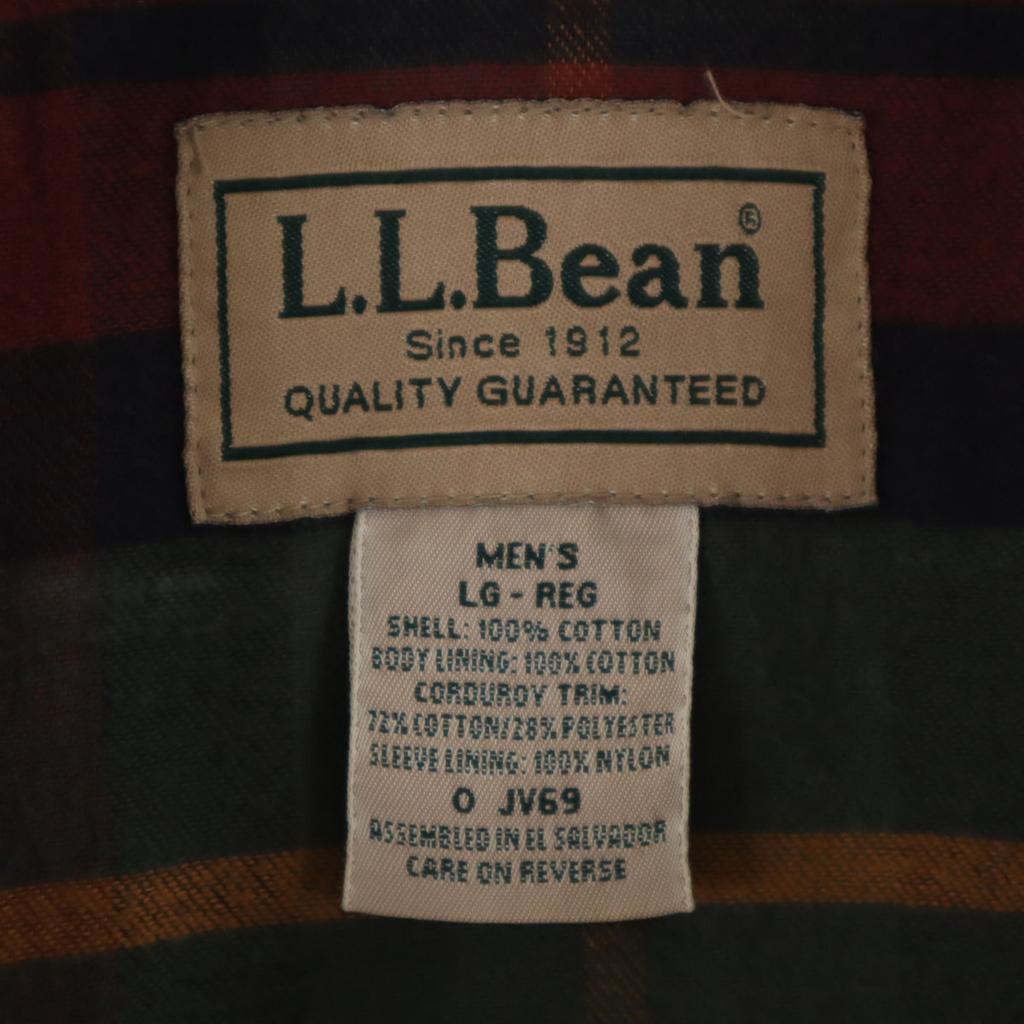 L.L.Bean®
Since 1912
QUALITY GUARANTEED
MEN'S
LG - REG
SHELL: 100% COTTON
BODY LINING: 100% COTTON
CORDUROY TRIM:
72% COTTON/28% POLYESTER
SLEEVE LINING: 100% NYLON
O JV69
ASSEMBLED IN EL SALVADOR
CARE ON REVERSE